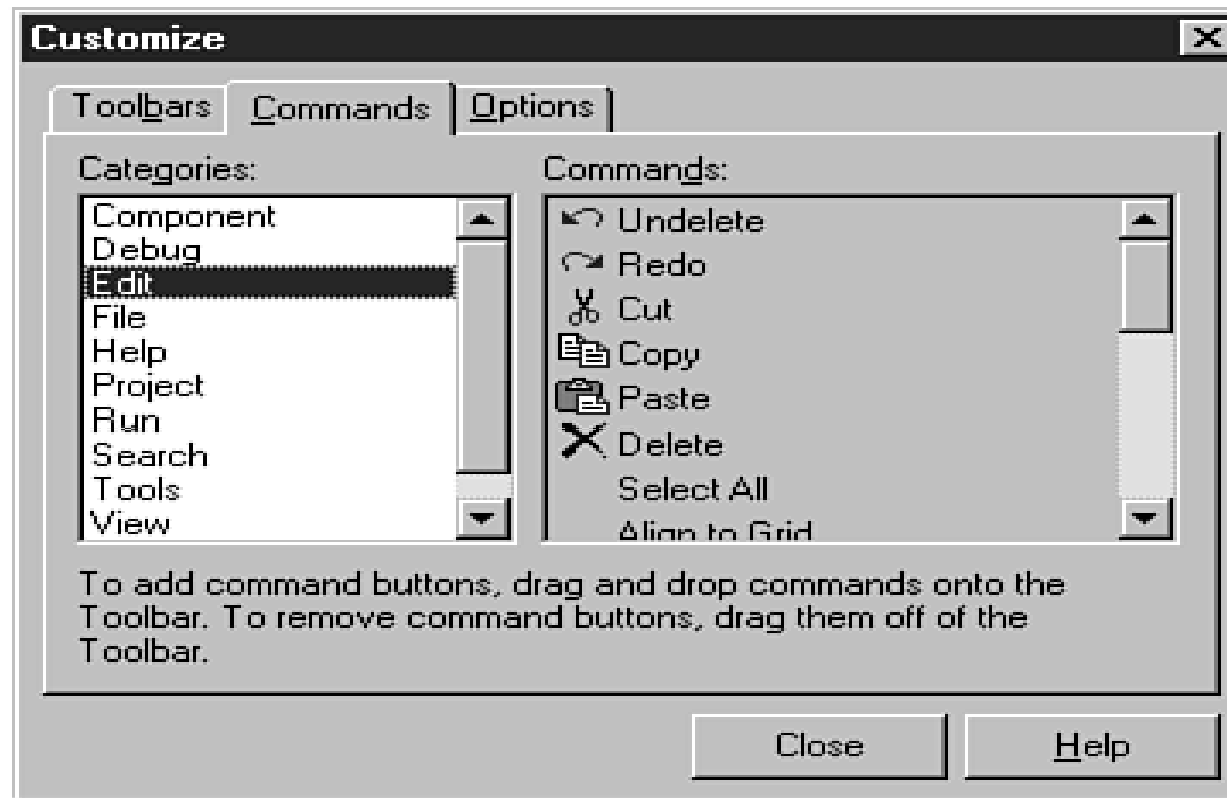 Customize
Toolbars Commands Options
Categories:
Component
Debug
Edit
File
Help
Project
Run
Search
Tools
View
Commands:
Undelete
Redo
Cut
Copy
Paste
Delete
Select All
Align to Grid
To add command buttons, drag and drop commands onto the
Toolbar. To remove command buttons, drag them off of the
Toolbar.
Close Help